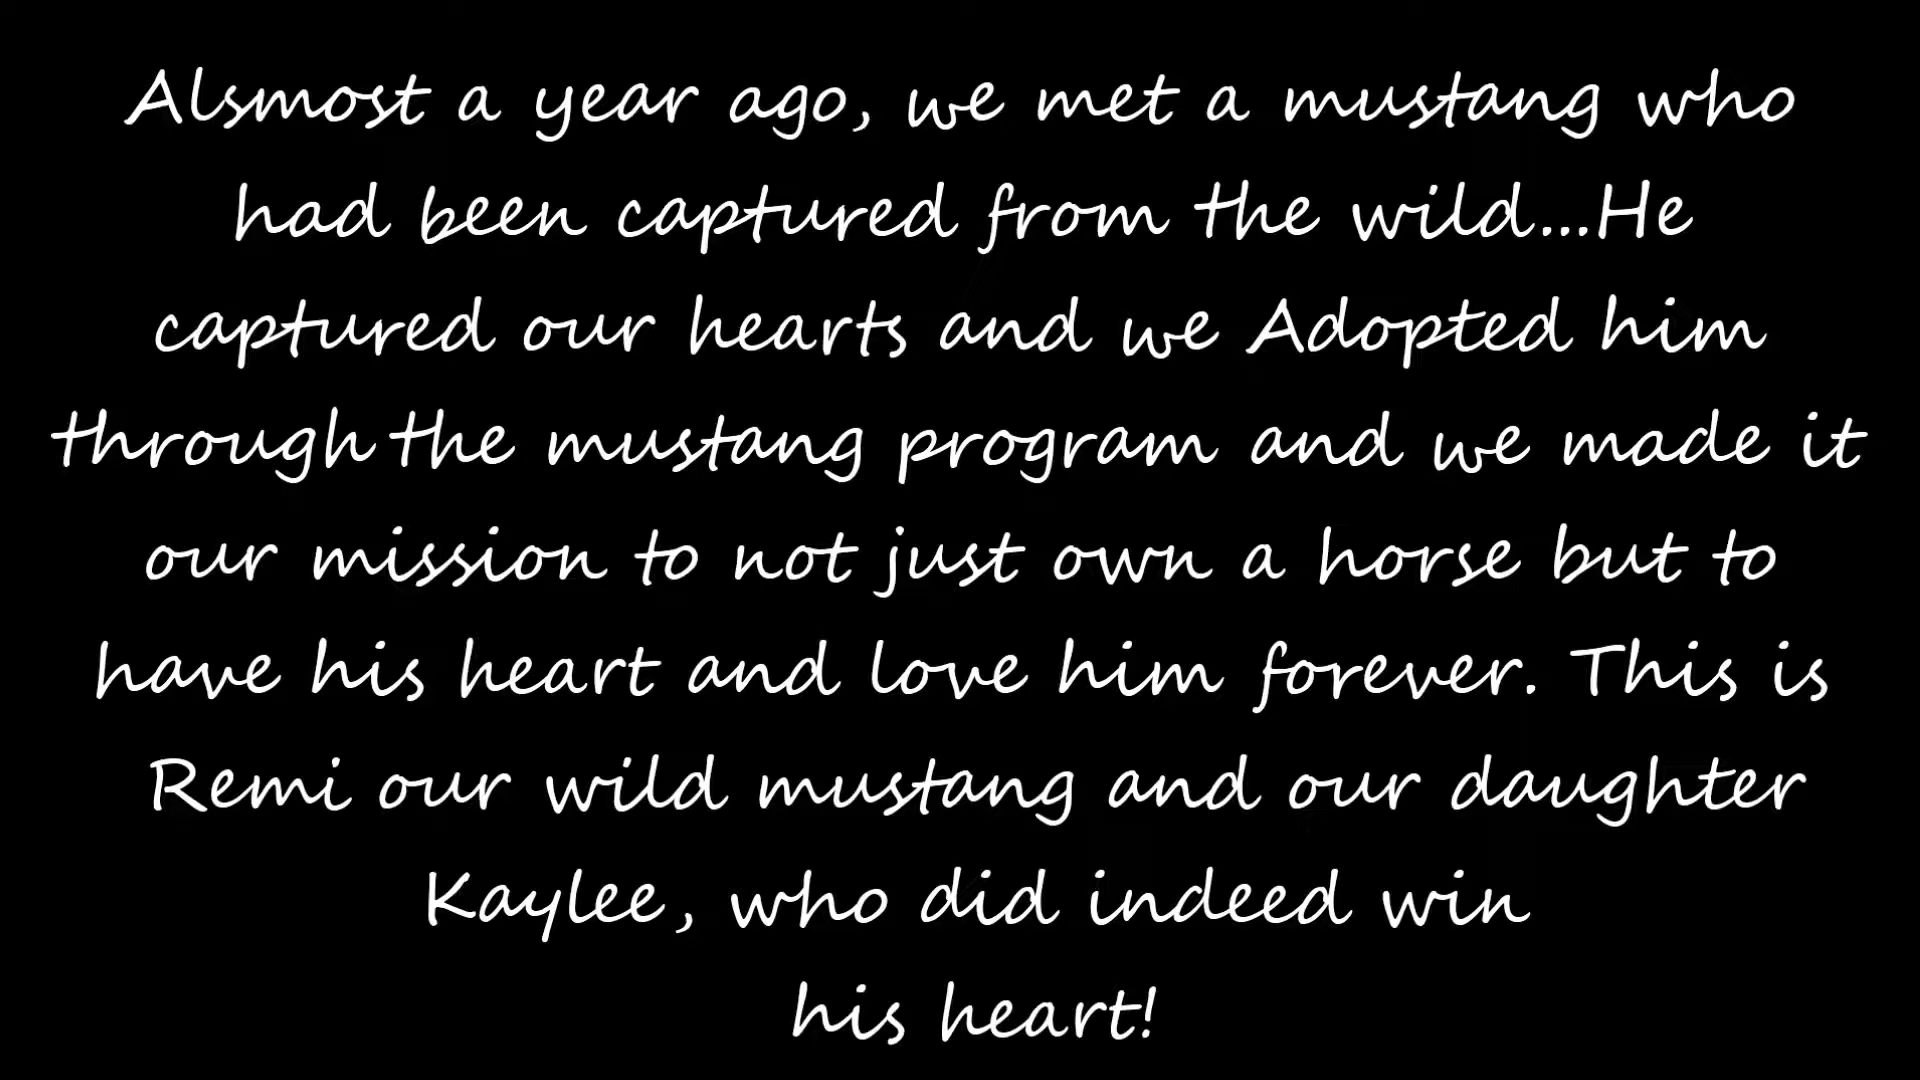 Alsmost a year ago, we met a mustang who
had been captured from the wild...He
captured our hearts and we Adopted him
through the mustang program and we made it
our mission to not just own a horse but to
have his heart and love him forever. This is
Remi our wild mustang and our daughter
Kaylee, who did indeed win
his heart!